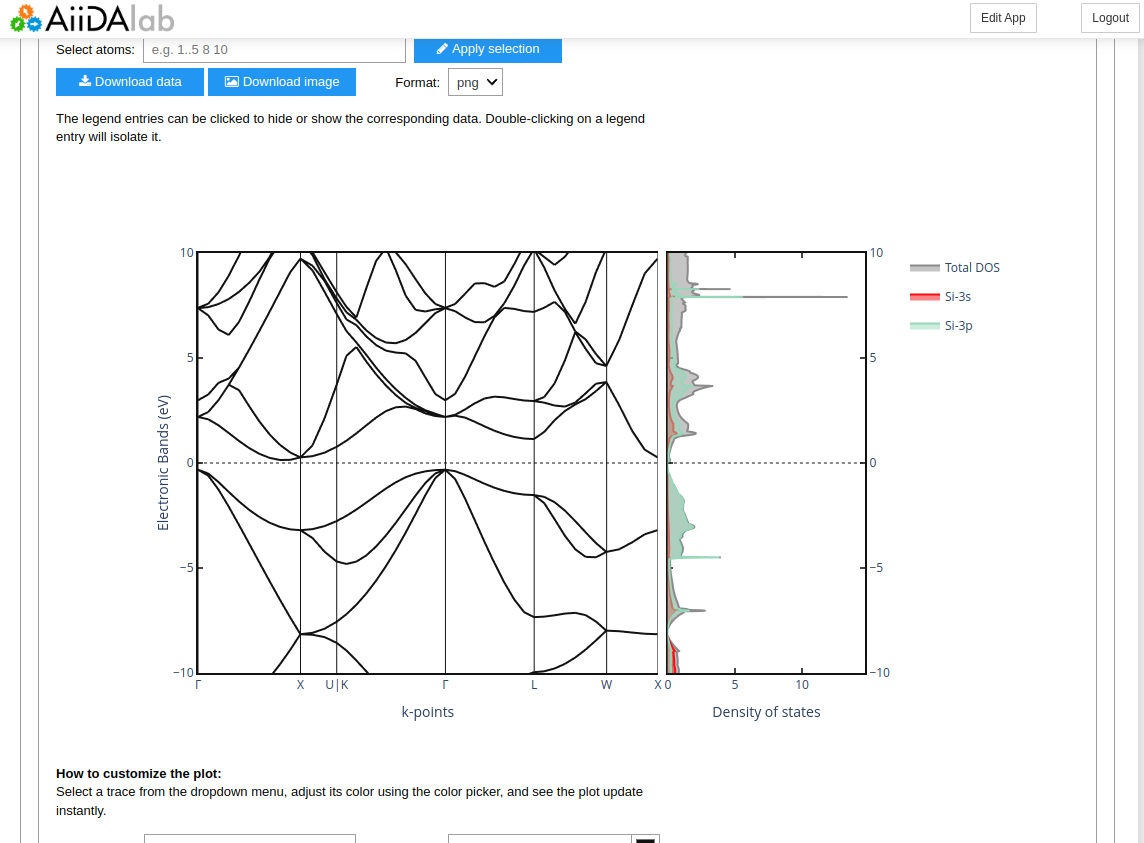 AiiDAlab
Edit App
Logout
Select atoms:
e.g. 1..5 8 10
Apply selection
Download data
Download image
Format:
png
The legend entries can be clicked to hide or show the corresponding data. Double-clicking on a legend
entry will isolate it.
Electronic Bands (eV)
10
5
0
−5
−10
Γ
X
U|K
Γ
L
W
X
k-points
10
5
0
−5
−10
0
5
10
Density of states
Total DOS
Si-3s
Si-3p
How to customize the plot:
Select a trace from the dropdown menu, adjust its color using the color picker, and see the plot update
instantly.